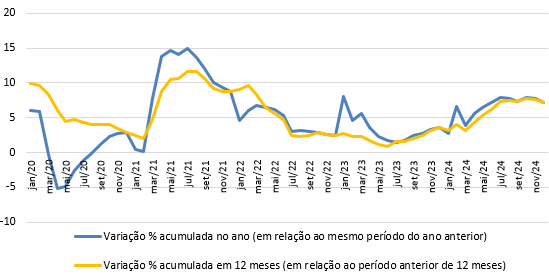 20
15
10
5
0
-5
-10
jan/20
mar/20
mai/20
jul/20
set/20
nov/20
jan/21
mar/21
mai/21
jul/21
set/21
nov/21
jan/22
mar/22
mai/22
jul/22
set/22
nov/22
jan/23
mar/23
mai/23
jul/23
set/23
nov/23
jan/24
mar/24
mai/24
jul/24
set/24
nov/24
Variação % acumulada no ano (em relação ao mesmo período do ano anterior)
Variação % acumulada em 12 meses (em relação ao período anterior de 12 meses)